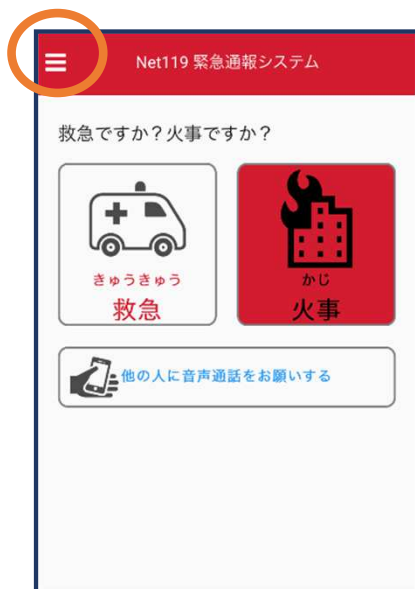 Net119 緊急通報システム
救急ですか？火事ですか？
きゅうきゅう
救急
かじ
火事
他の人に音声通話をお願いする